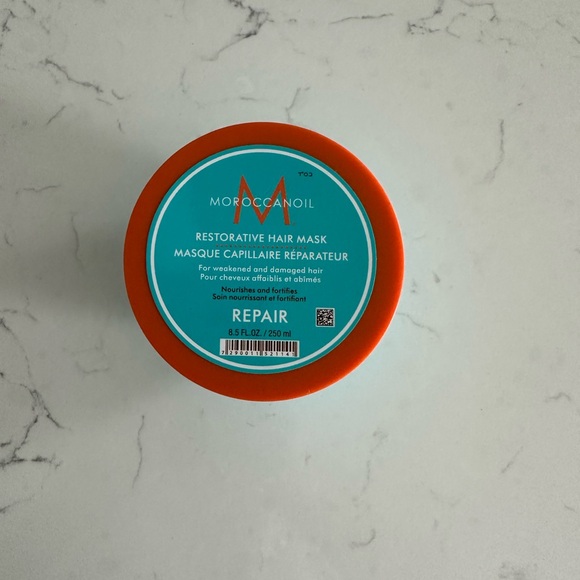 M
MOROCCANOIL
RESTORATIVE HAIR MASK
MASQUE CAPILLAIRE RÉPARATEUR
For weakened and damaged hair
Pour cheveux affaiblis et abîmés
Nourishes and fortifies
Soin nourrissant et fortifiant
REPAIR
8.5 FL.OZ. / 250 ml